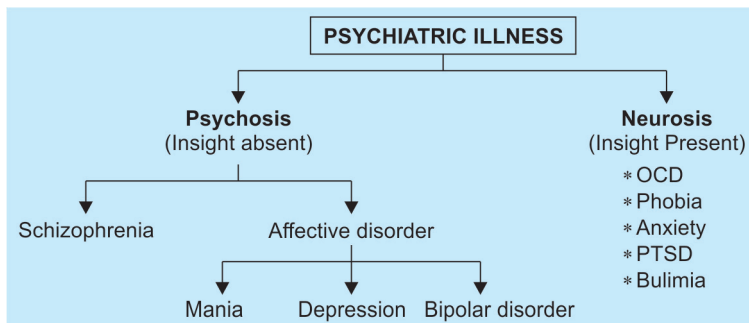 PSYCHIATRIC ILLNESS
Psychosis
(Insight absent)
Neurosis
(Insight Present)
* OCD
* Phobia
* Anxiety
* PTSD
* Bulimia
Schizophrenia
Affective disorder
Mania
Depression
Bipolar disorder